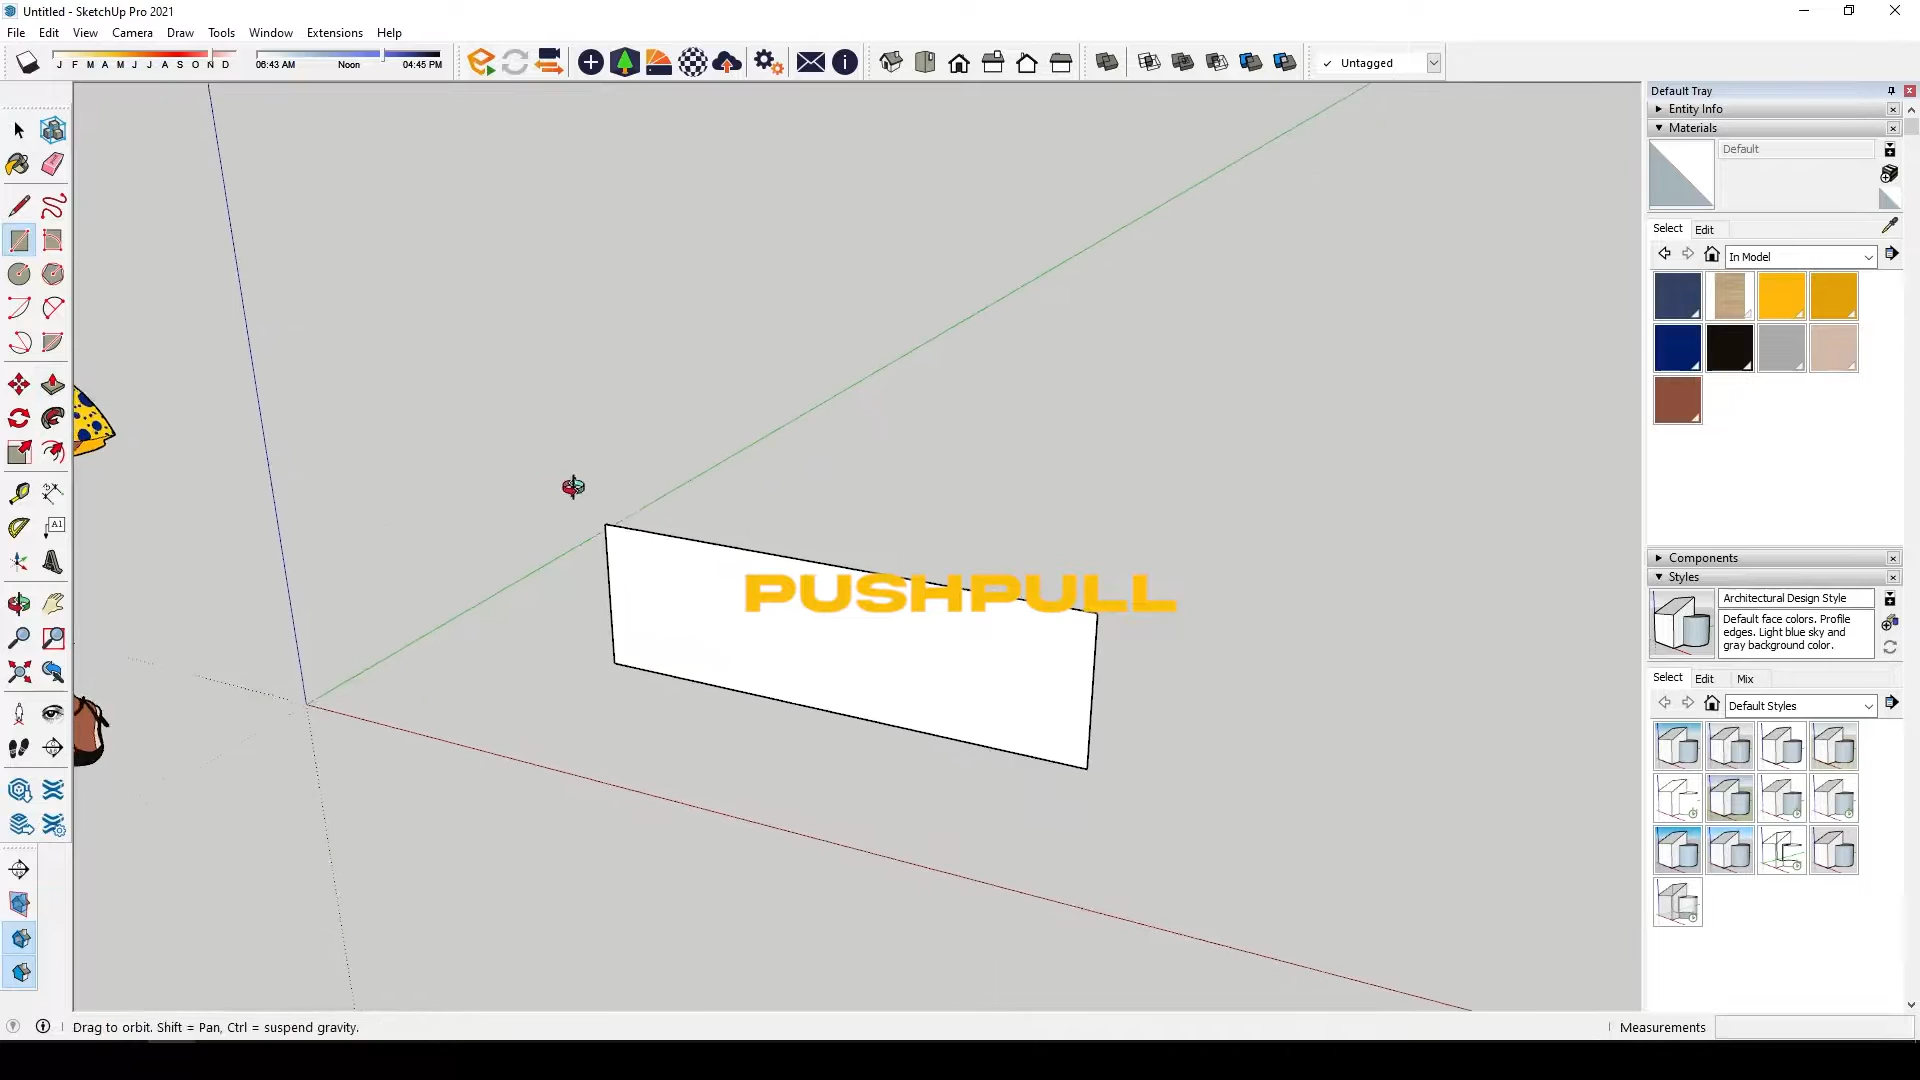 Untitled - SketchUp Pro 2021
File Edit View Camera Draw Tools Window Extensions Help
J F M A M J J A S O N D
06:43 AM Noon 04:45 PM
✓ Untagged
Default Tray
Entity Info
Materials
Default
Select Edit
In Model
A1
PUSHPULL
Components
Styles
Architectural Design Style
Default face colors. Profile
edges. Light blue sky and
gray background color.
Select Edit Mix
Default Styles
Drag to orbit. Shift = Pan, Ctrl = suspend gravity.
Measurements